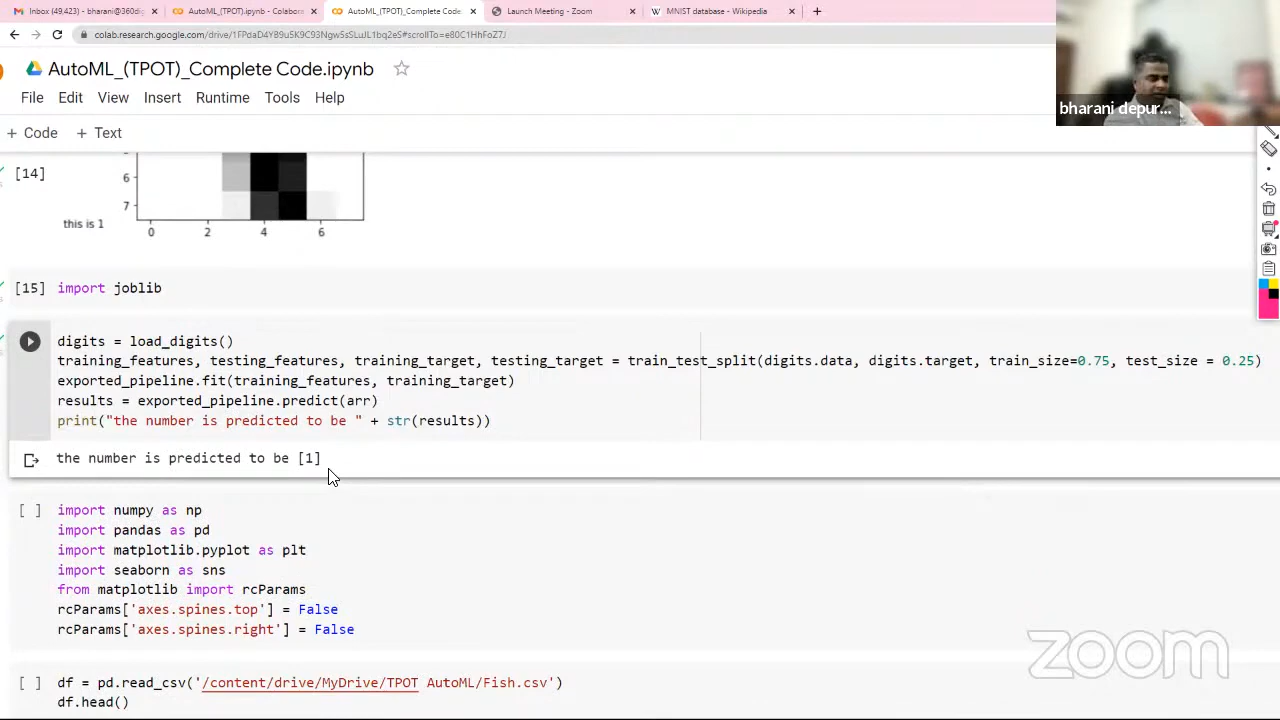 Inbox (49,423) - bharani@360dig
AutoML_(TPOT).ipynb - Colabora
AutoML_(TPOT)_Complete Code.
Launch Meeting - Zoom
MNIST database - Wikipedia
AutoML_(TPOT)_Complete Code.ipynb
File Edit View Insert Runtime Tools Help
+ Code + Text
bharani depur...
[14]
6
7
this is 1
0 2 4 6
[15] import joblib
digits = load_digits()
training_features, testing_features, training_target, testing_target = train_test_split(digits.data, digits.target, train_size=0.75, test_size = 0.25)
exported_pipeline.fit(training_features, training_target)
results = exported_pipeline.predict(arr)
print("the number is predicted to be " + str(results))
the number is predicted to be [1]
[ ] import numpy as np
import pandas as pd
import matplotlib.pyplot as plt
import seaborn as sns
from matplotlib import rcParams
rcParams['axes.spines.top'] = False
rcParams['axes.spines.right'] = False
zoom
[ ] df = pd.read_csv('/content/drive/MyDrive/TPOT AutoML/Fish.csv')
df.head()